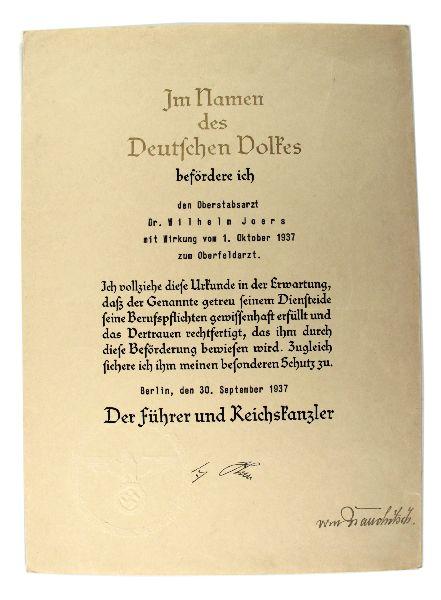 Im Namen
des
Deutschen Volkes
befördere ich
den Oberstabsarzt
Dr. Wilhelm Joers
mit Wirkung vom 1. Oktober 1937
zum Oberfeldarzt.
Ich vollziehe diese Urkunde in der Erwartung,
daß der Genannte getreu seinem Diensteide
seine Berufspflichten gewissenhaft erfüllt und
das Vertrauen rechtfertigt, das ihm durch
diese Beförderung bewiesen wird. Zugleich
sichere ich ihm meinen besonderen Schutz zu.
Berlin, den 30. September 1937
Der Führer und Reichskanzler